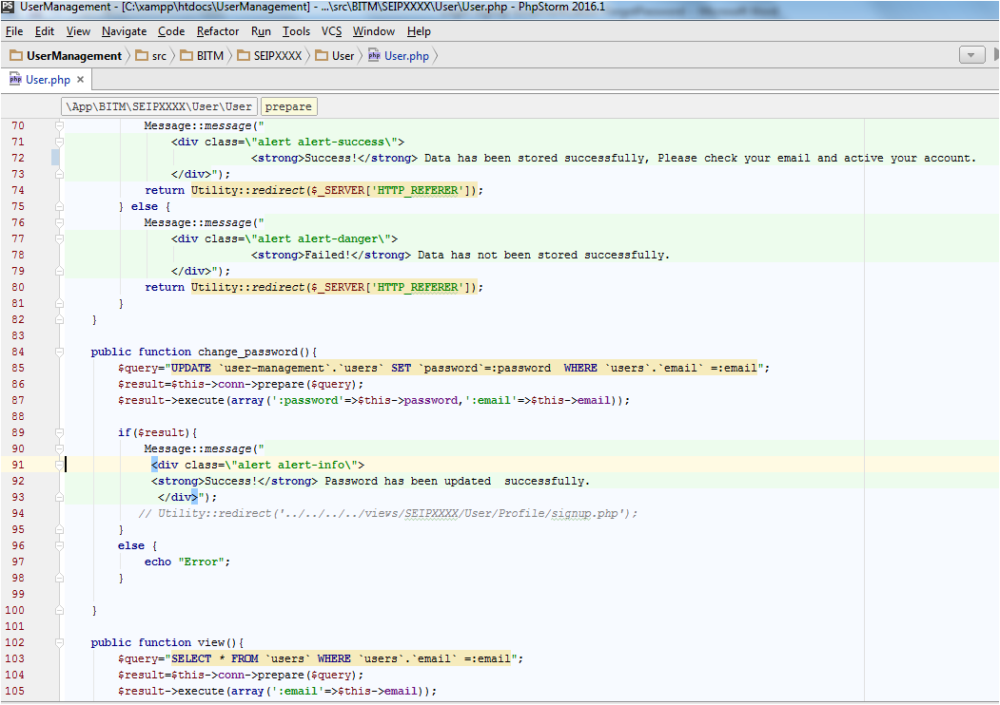 UserManagement - [C:\xampp\htdocs\UserManagement] - ...\src\BITM\SEIPXXXX\User\User.php - PhpStorm 2016.1
File Edit View Navigate Code Refactor Run Tools VCS Window Help
UserManagement src BITM SEIPXXXX User User.php
User.php
\App\BITM\SEIPXXXX\User\User prepare
70 Message::message("
71 <div class=\"alert alert-success\">
72 <strong>Success!</strong> Data has been stored successfully, Please check your email and active your account.
73 </div>");
74 return Utility::redirect($_SERVER['HTTP_REFERER']);
75 } else {
76 Message::message("
77 <div class=\"alert alert-danger\">
78 <strong>Failed!</strong> Data has not been stored successfully.
79 </div>");
80 return Utility::redirect($_SERVER['HTTP_REFERER']);
81 }
82 }
83
84 public function change_password(){
85 $query="UPDATE `user-management`.`users` SET `password`=:password  WHERE `users`.`email` =:email";
86 $result=$this->conn->prepare($query);
87 $result->execute(array(':password'=>$this->password,':email'=>$this->email));
88
89 if($result){
90 Message::message("
91 <div class=\"alert alert-info\">
92 <strong>Success!</strong> Password has been updated  successfully.
93 </div>");
94 // Utility::redirect('../../../../views/SEIPXXXX/User/Profile/signup.php');
95 }
96 else {
97 echo "Error";
98 }
99
100 }
101
102 public function view(){
103 $query="SELECT * FROM `users` WHERE `users`.`email` =:email";
104 $result=$this->conn->prepare($query);
105 $result->execute(array(':email'=>$this->email));